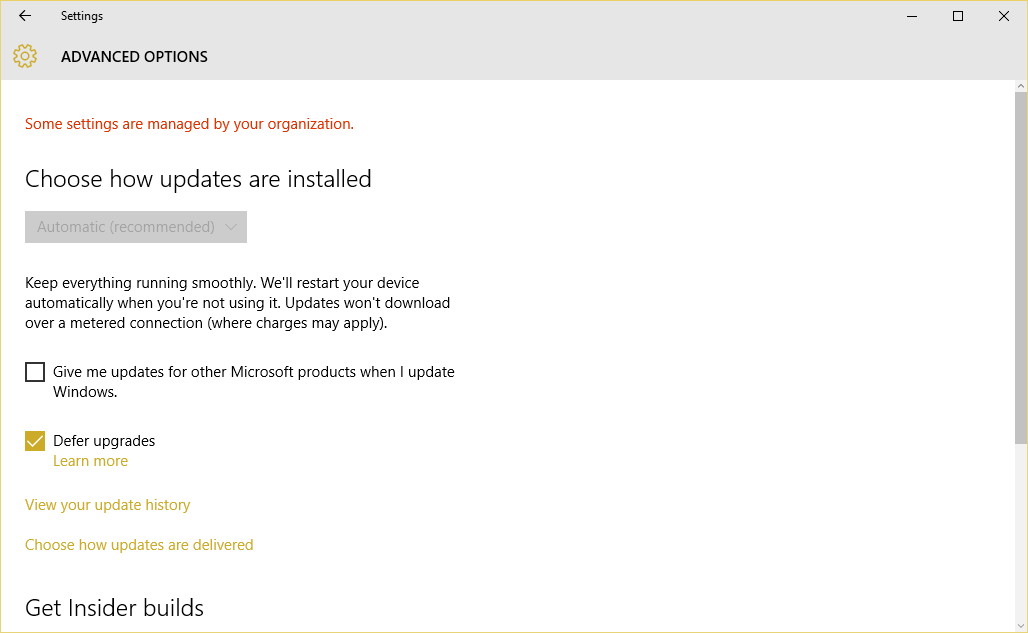 Settings
ADVANCED OPTIONS
Some settings are managed by your organization.
Choose how updates are installed
Automatic (recommended)
Keep everything running smoothly. We'll restart your device
automatically when you're not using it. Updates won't download
over a metered connection (where charges may apply).
Give me updates for other Microsoft products when I update
Windows.
Defer upgrades
Learn more
View your update history
Choose how updates are delivered
Get Insider builds